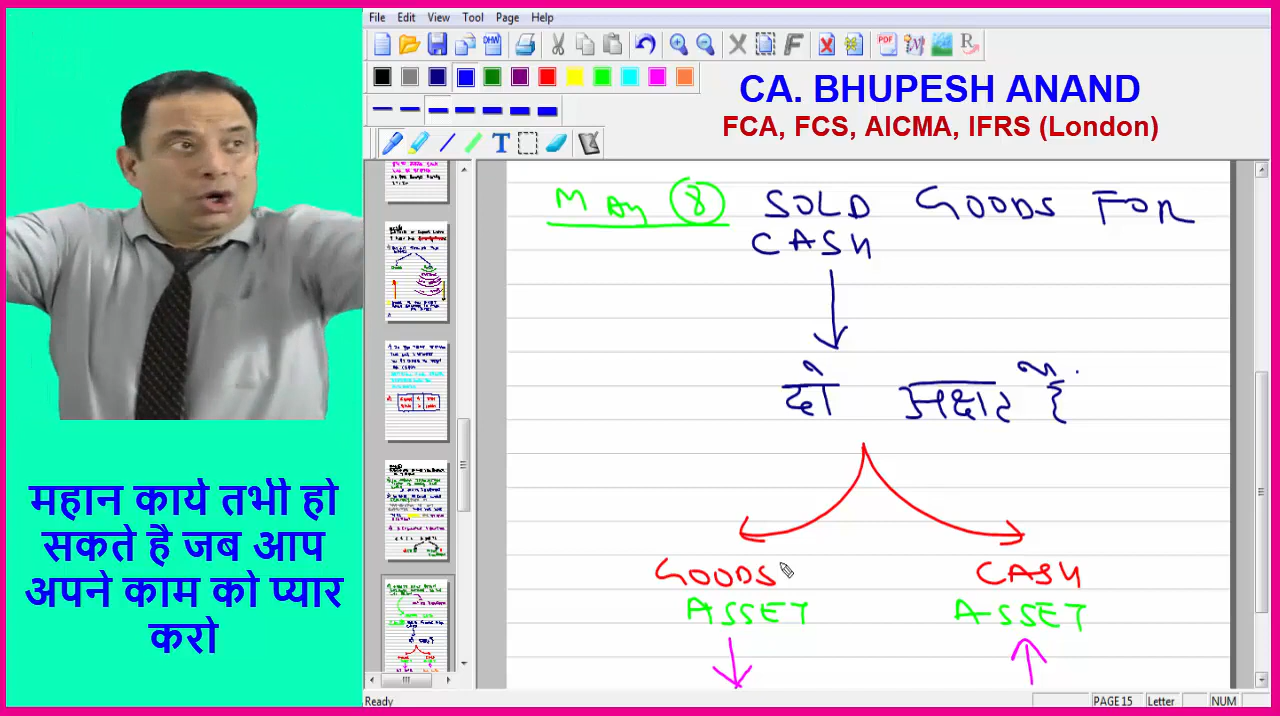 File Edit View Tool Page Help
CA. BHUPESH ANAND
FCA, FCS, AICMA, IFRS (London)
MAY 8 SOLD GOODS FOR
CASH
GOODS CASH
ASSET ASSET
महान कार्य तभी हो
सकते है जब आप
अपने काम को प्यार
करो
Ready PAGE 15 Letter NUM